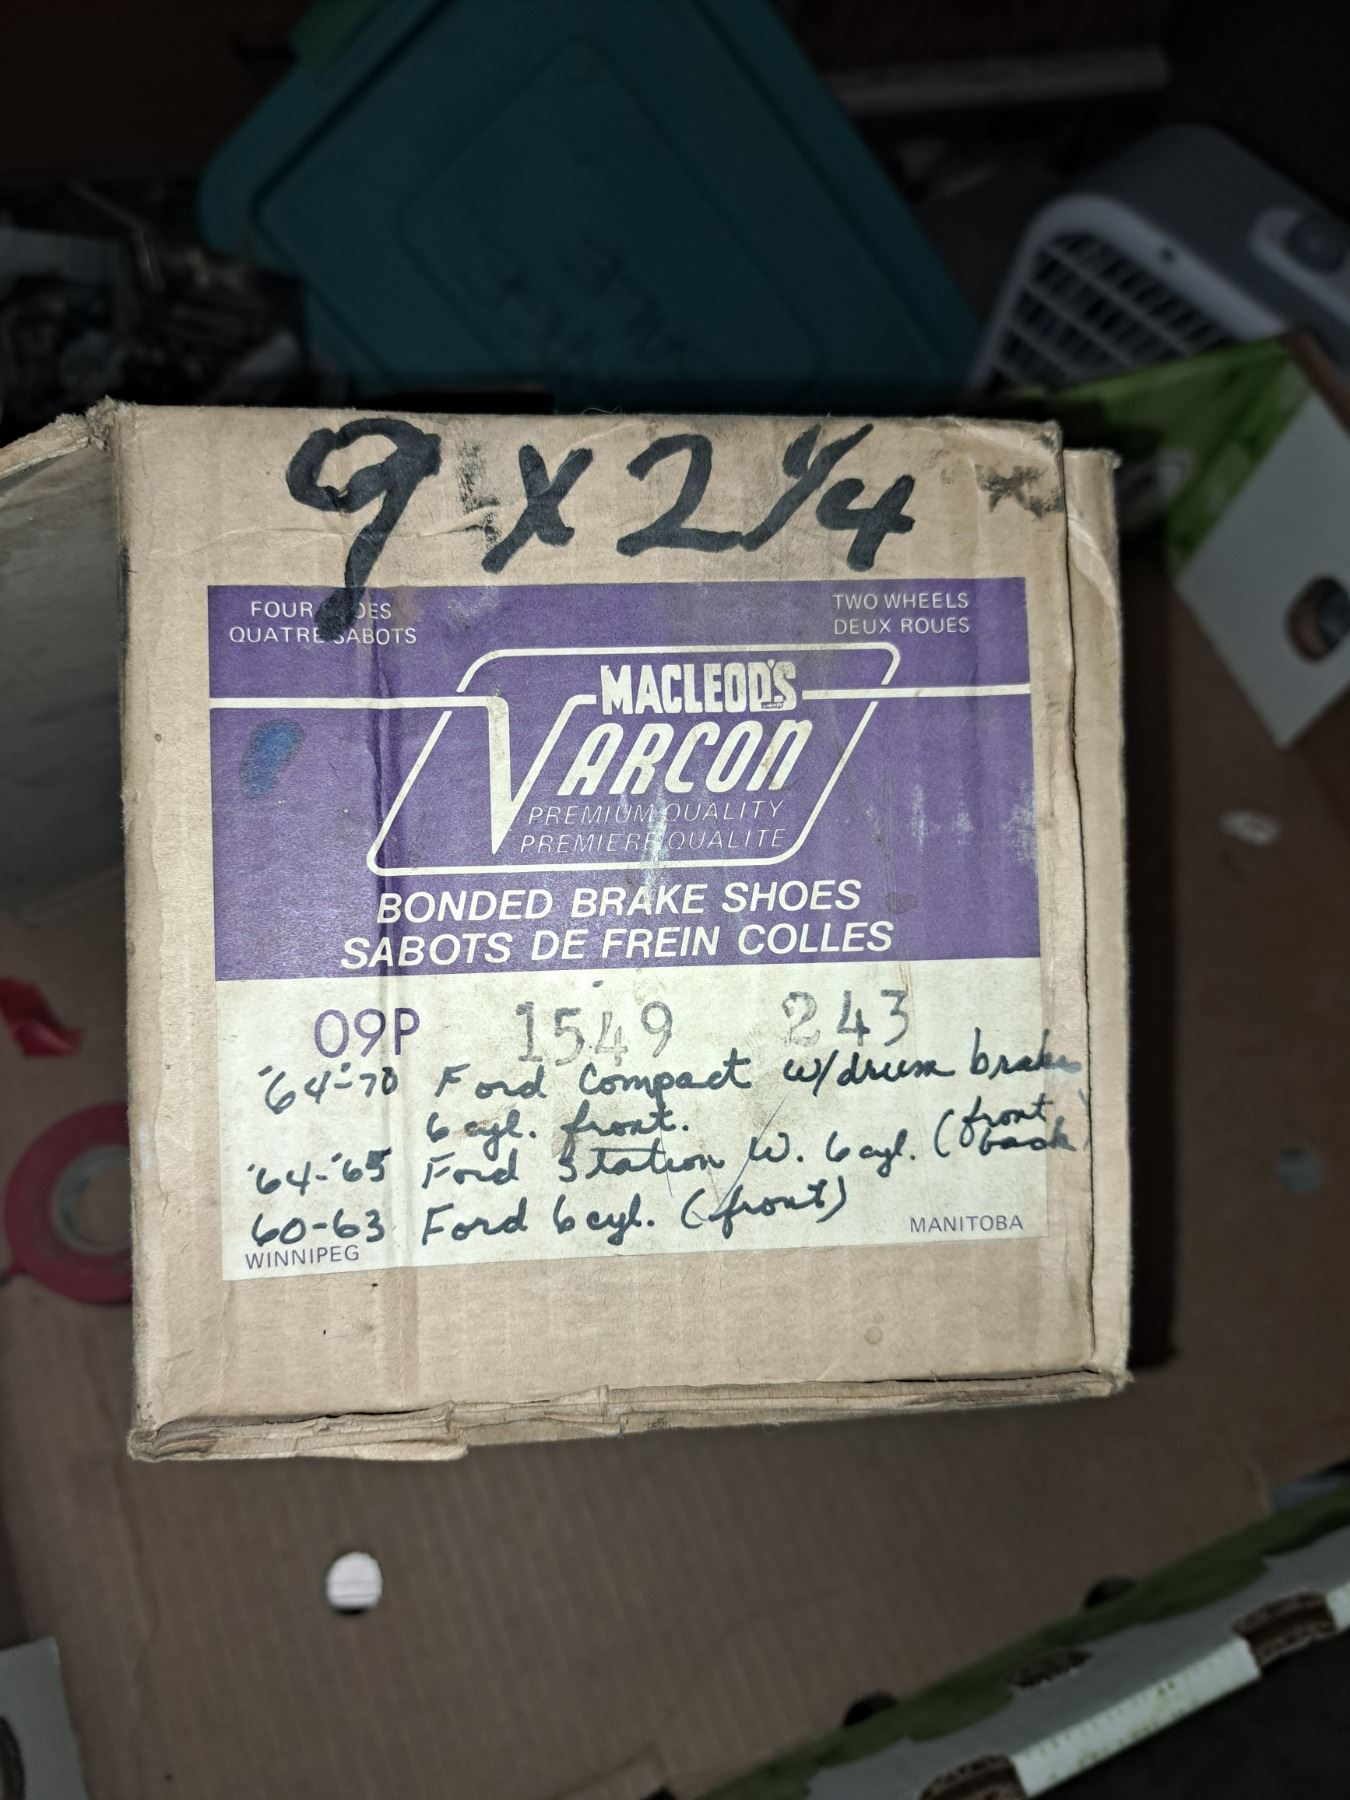 9 X 2 1/4
FOUR SHOES
QUATRE SABOTS
TWO WHEELS
DEUX ROUES
MACLEOD'S
VARCON
PREMIUM QUALITY
PREMIERE QUALITE
BONDED BRAKE SHOES
SABOTS DE FREIN COLLES
09P 1549 243
'64-'70 Ford Compact w/drum brakes
6 cyl. front.
'64-'65 Ford Station W. 6 cyl. (front
back)
60-63 Ford 6 cyl. (front)
WINNIPEG
MANITOBA